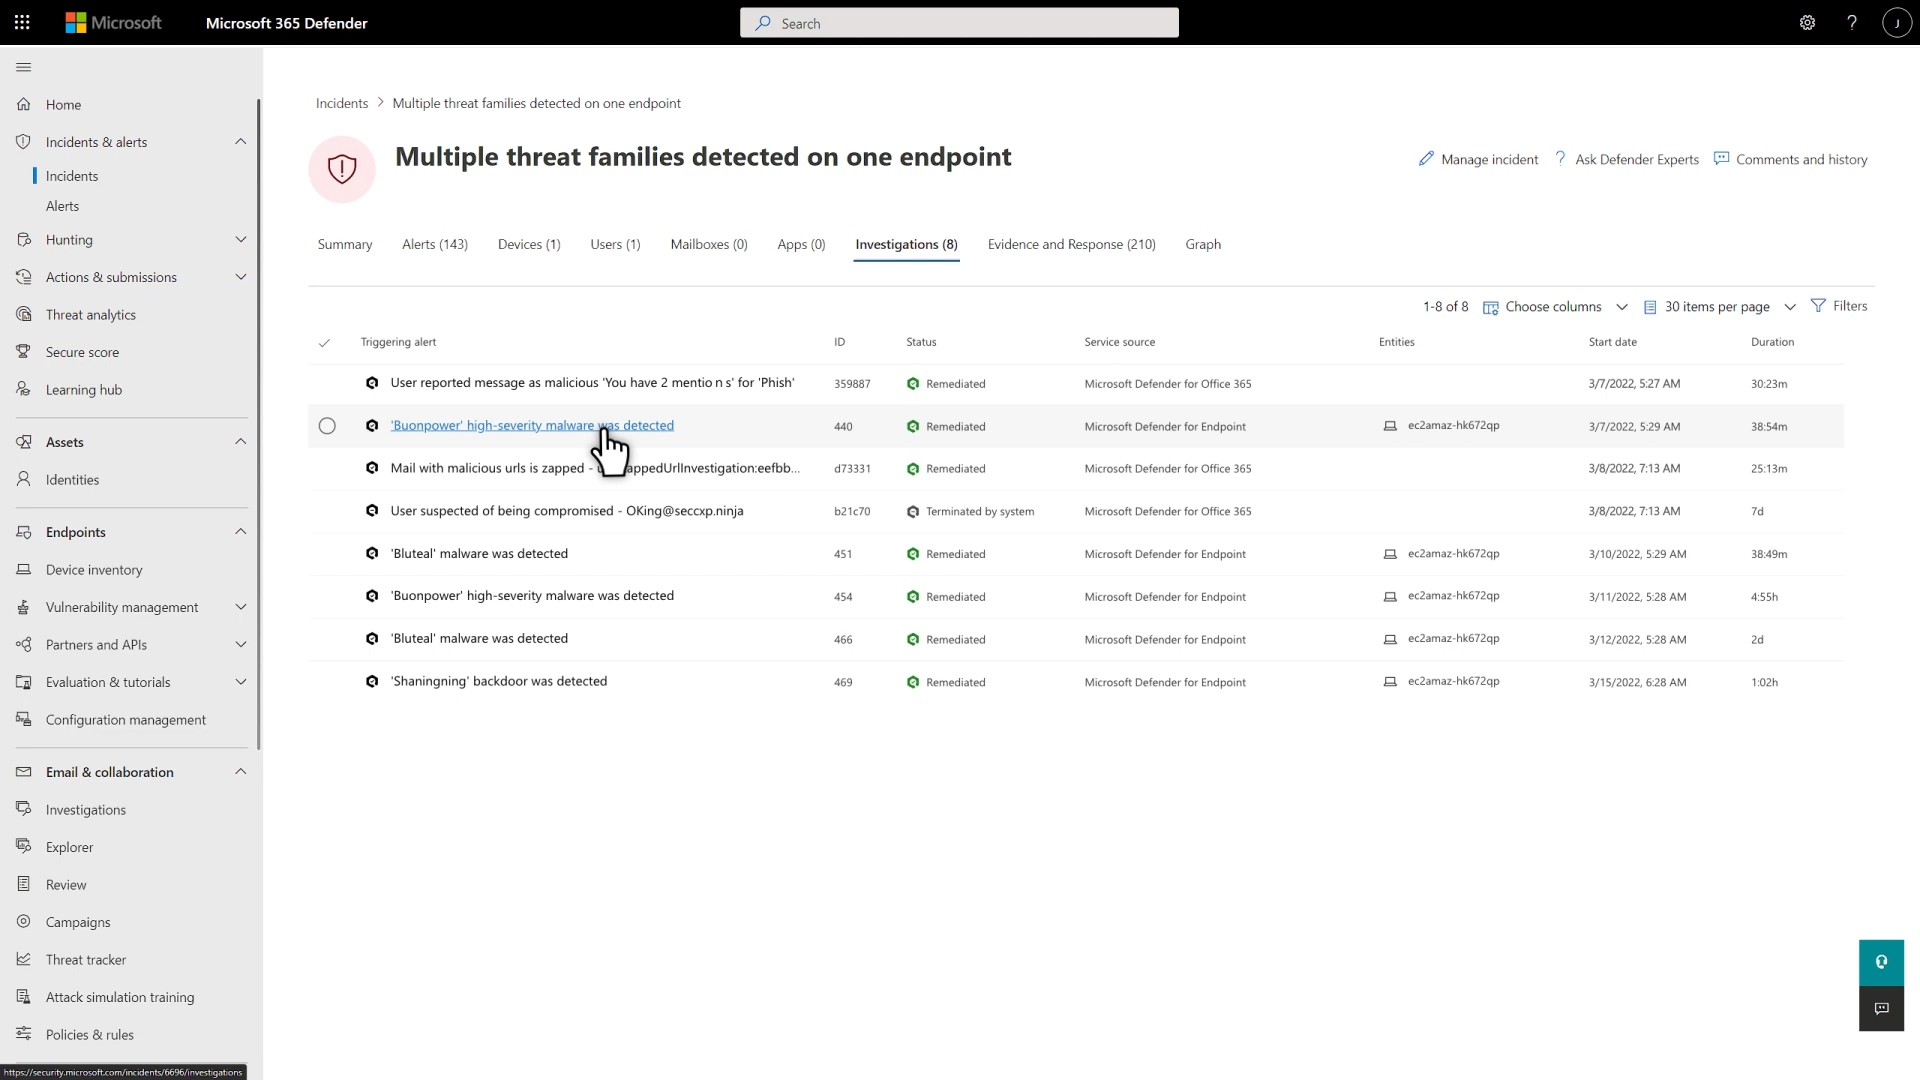 Microsoft
Microsoft 365 Defender
Search
?
J
Home
Incidents & alerts
Incidents
Alerts
Hunting
Actions & submissions
Threat analytics
Secure score
Learning hub
Assets
Identities
Endpoints
Device inventory
Vulnerability management
Partners and APIs
Evaluation & tutorials
Configuration management
Email & collaboration
Investigations
Explorer
Review
Campaigns
Threat tracker
Attack simulation training
Policies & rules
https://security.microsoft.com/incidents/6696/investigations
Incidents > Multiple threat families detected on one endpoint
Multiple threat families detected on one endpoint
Manage incident ? Ask Defender Experts Comments and history
Summary Alerts (143) Devices (1) Users (1) Mailboxes (0) Apps (0) Investigations (8) Evidence and Response (210) Graph
1-8 of 8 Choose columns 30 items per page Filters
Triggering alert ID Status Service source Entities Start date Duration
User reported message as malicious 'You have 2 mentio n s' for 'Phish' 359887 Remediated Microsoft Defender for Office 365 3/7/2022, 5:27 AM 30:23m
'Buonpower' high-severity malware was detected 440 Remediated Microsoft Defender for Endpoint ec2amaz-hk672qp 3/7/2022, 5:29 AM 38:54m
Mail with malicious urls is zapped - appedUrlInvestigation:eefbb... d73331 Remediated Microsoft Defender for Office 365 3/8/2022, 7:13 AM 25:13m
User suspected of being compromised - OKing@seccxp.ninja b21c70 Terminated by system Microsoft Defender for Office 365 3/8/2022, 7:13 AM 7d
'Bluteal' malware was detected 451 Remediated Microsoft Defender for Endpoint ec2amaz-hk672qp 3/10/2022, 5:29 AM 38:49m
'Buonpower' high-severity malware was detected 454 Remediated Microsoft Defender for Endpoint ec2amaz-hk672qp 3/11/2022, 5:28 AM 4:55h
'Bluteal' malware was detected 466 Remediated Microsoft Defender for Endpoint ec2amaz-hk672qp 3/12/2022, 5:28 AM 2d
'Shaningning' backdoor was detected 469 Remediated Microsoft Defender for Endpoint ec2amaz-hk672qp 3/15/2022, 6:28 AM 1:02h